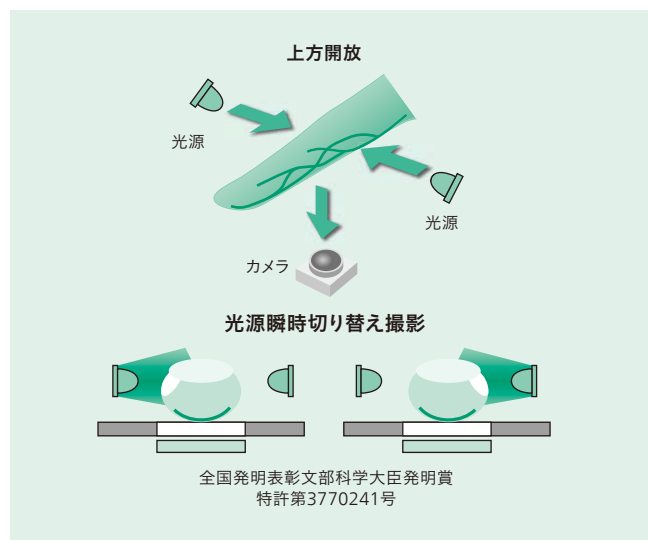 上方開放
光源
光源
カメラ
光源瞬時切り替え撮影
全国発明表彰文部科学大臣発明賞
特許第3770241号